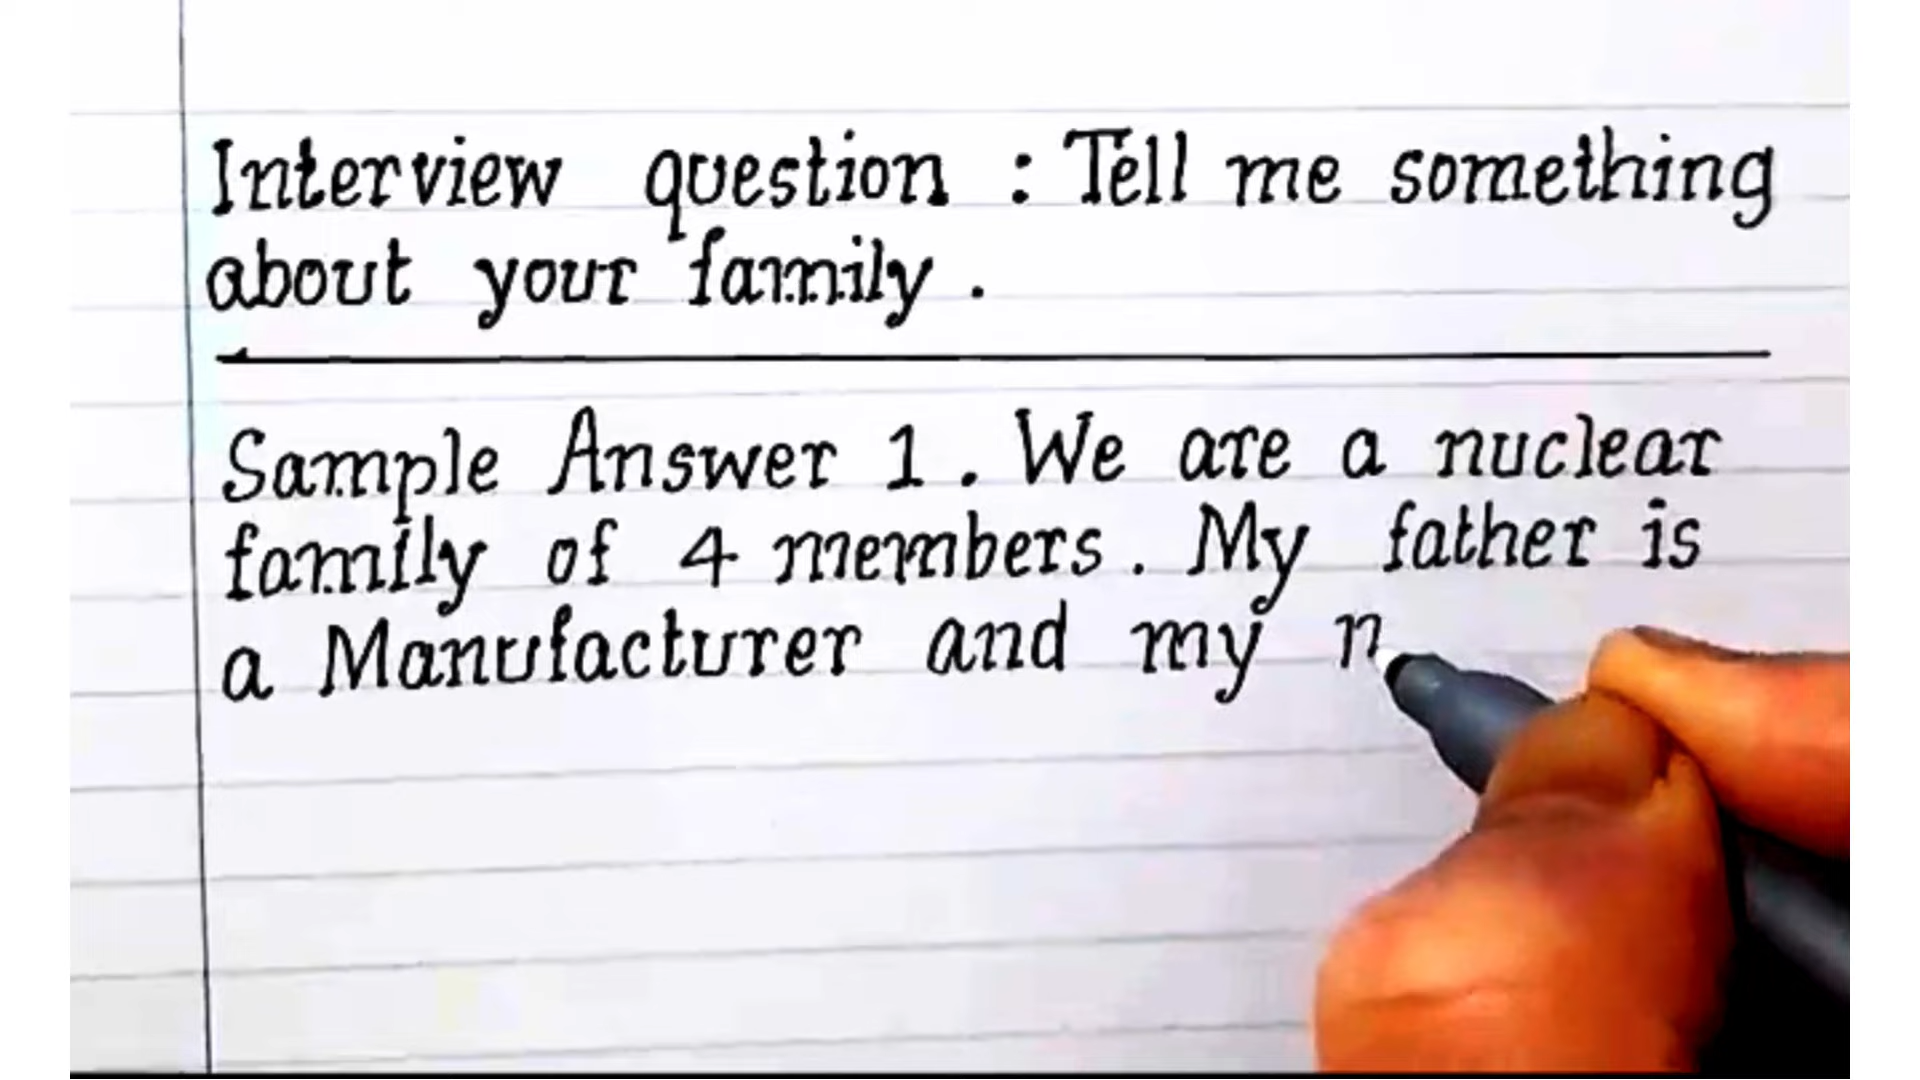 Interview question : Tell me something
about your family .
Sample Answer 1 . We are a nuclear
family of 4 members . My father is
a Manufacturer and my